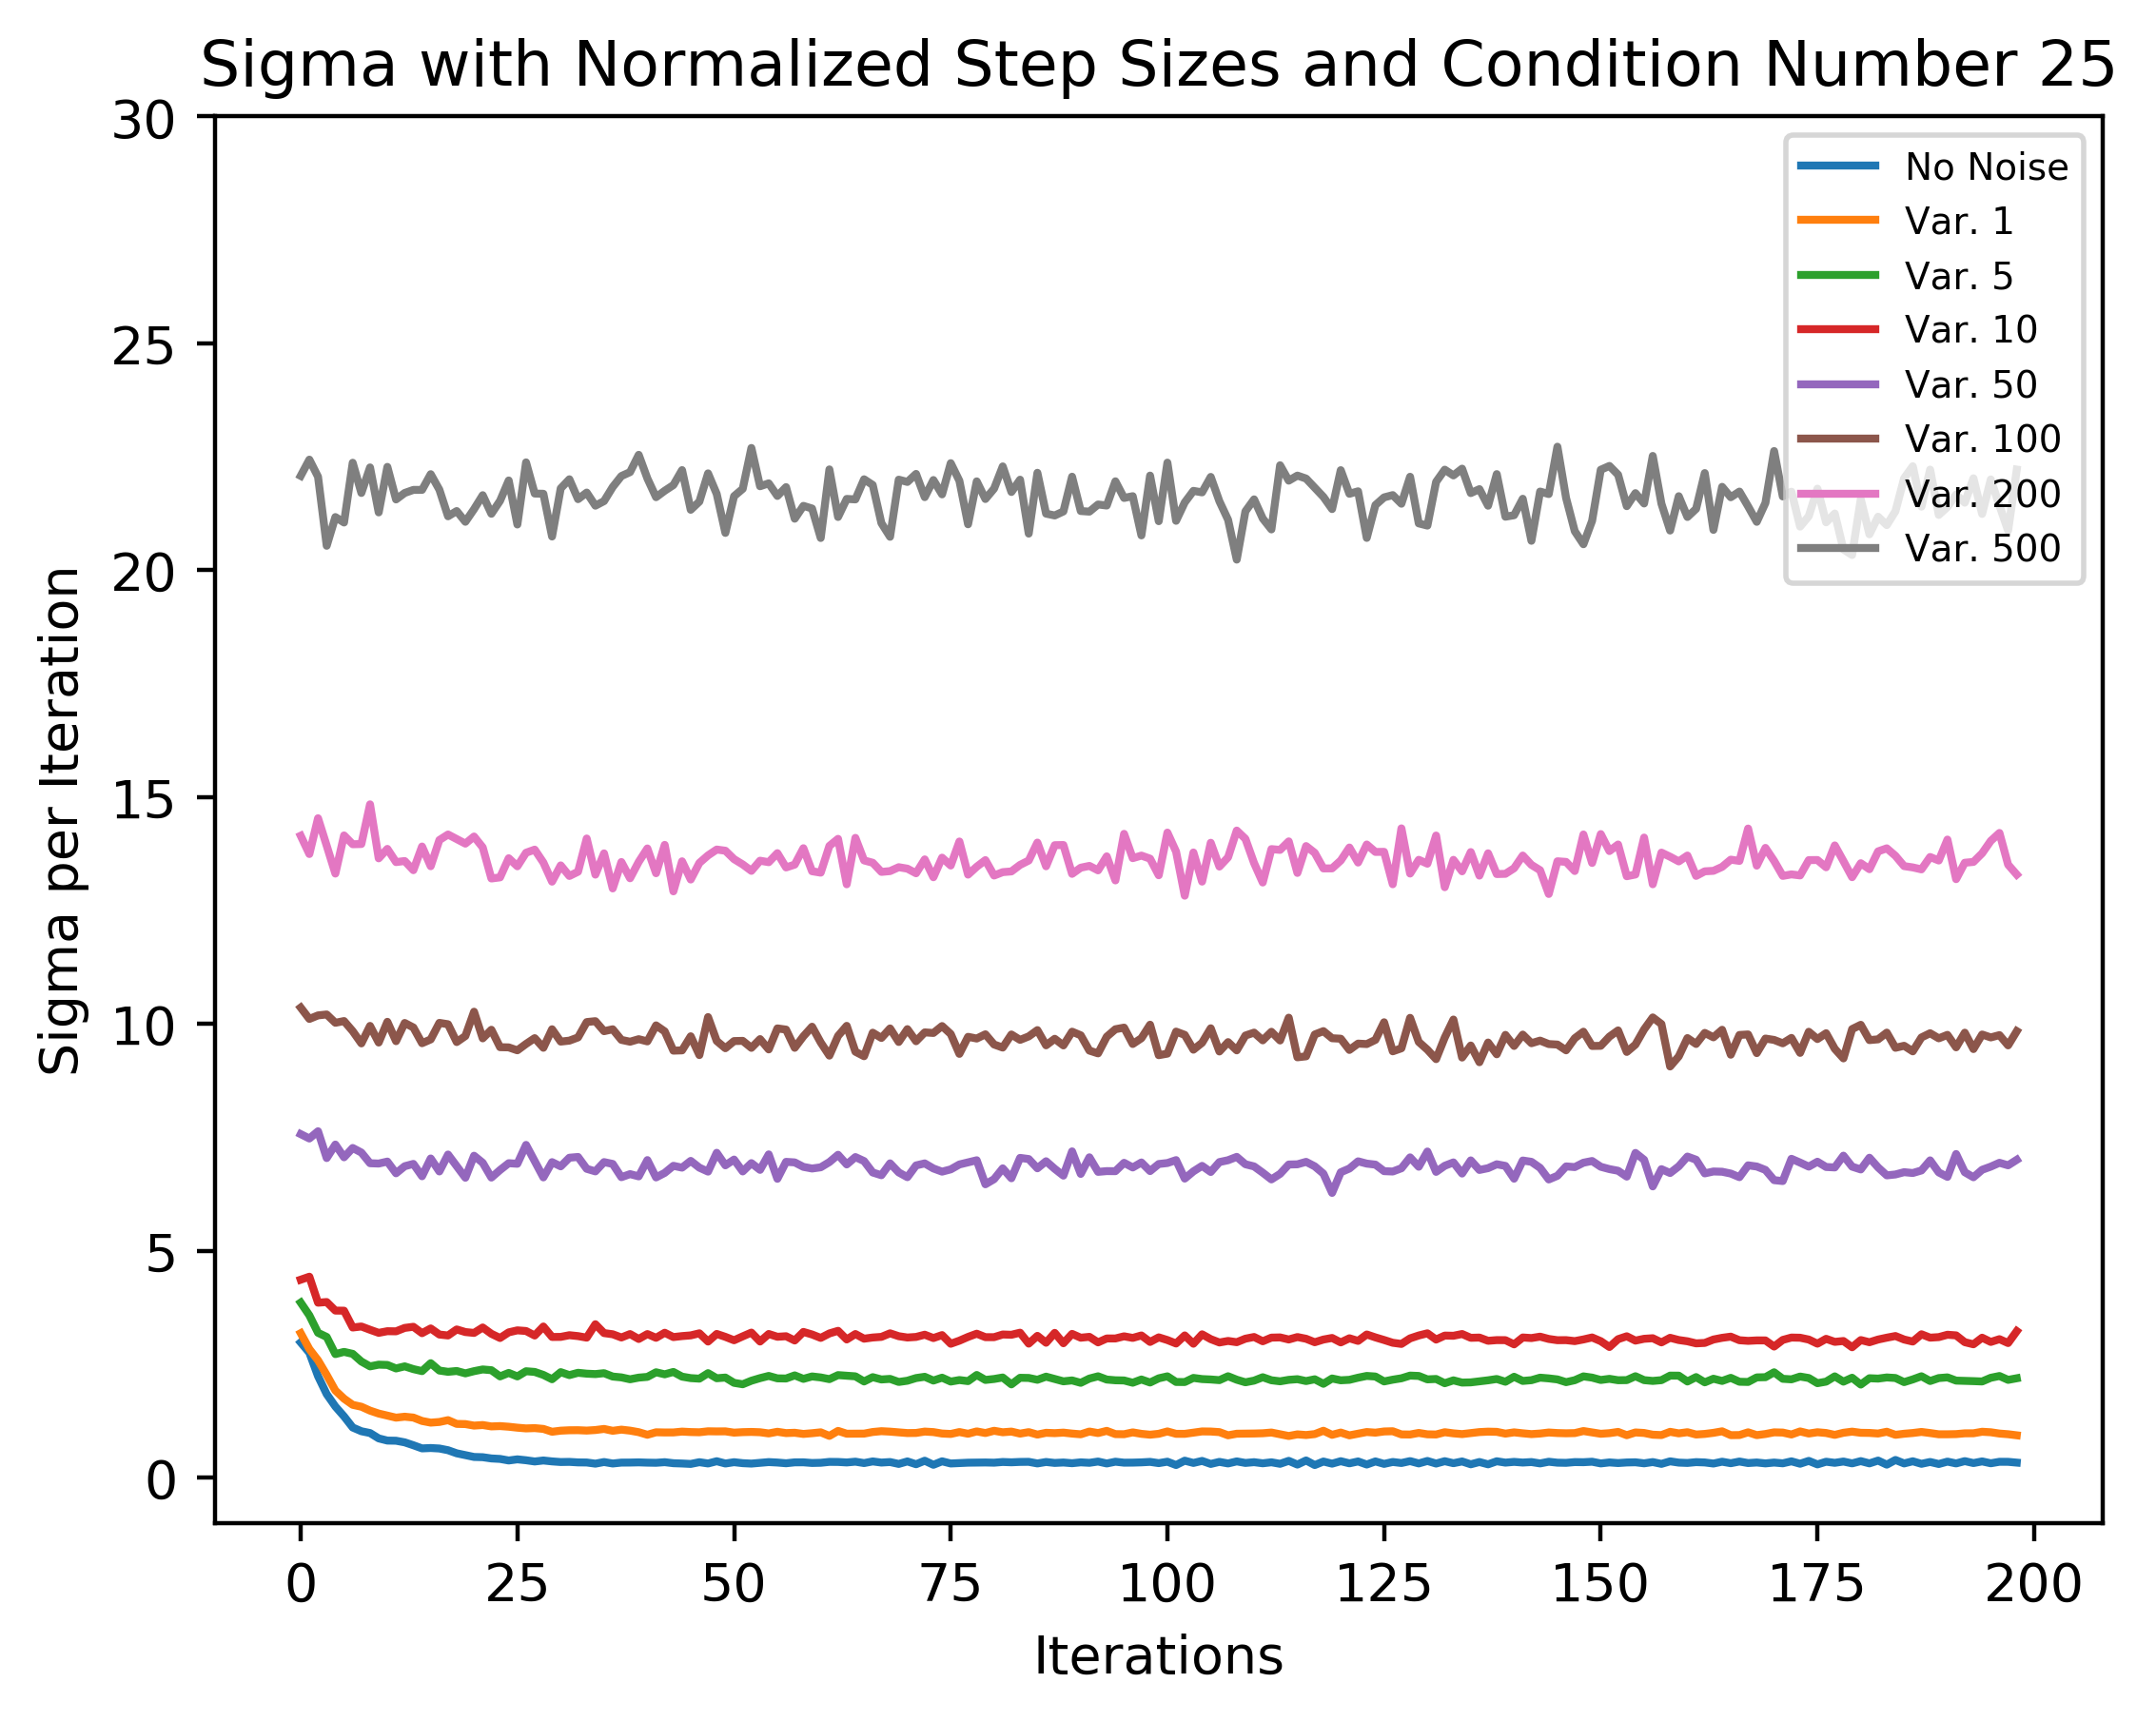 Sigma with Normalized Step Sizes and Condition Number 25
30
25
20
15
10
5
0
Sigma per Iteration
No Noise
Var. 1
Var. 5
Var. 10
Var. 50
Var. 100
Var. 200
Var. 500
0 25 50 75 100 125 150 175 200
Iterations